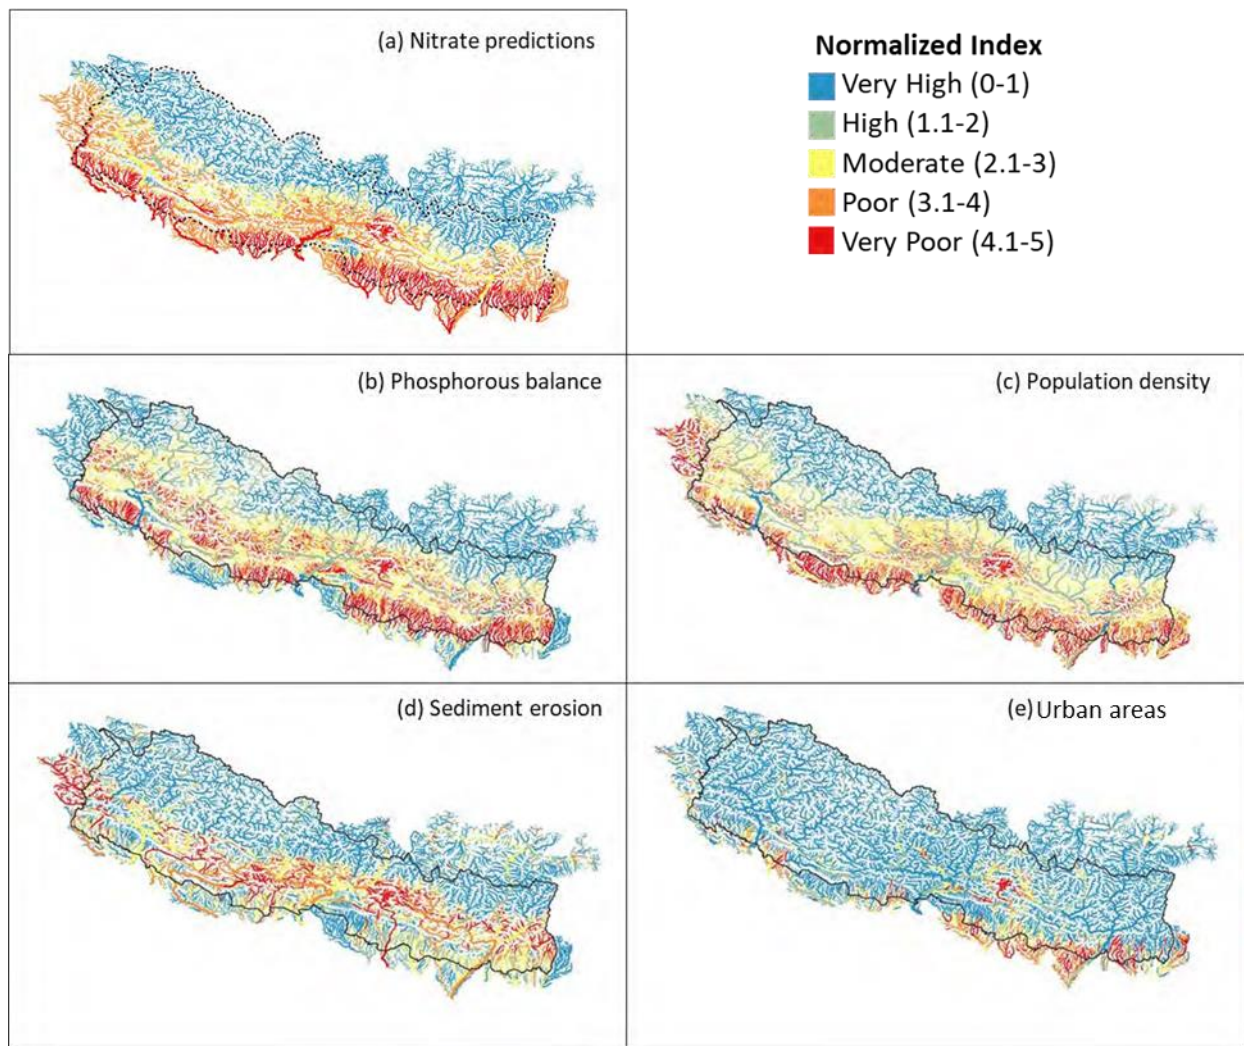 (a) Nitrate predictions
Normalized Index
Very High (0-1)
High (1.1-2)
Moderate (2.1-3)
Poor (3.1-4)
Very Poor (4.1-5)
(b) Phosphorous balance
(c) Population density
(d) Sediment erosion
(e) Urban areas